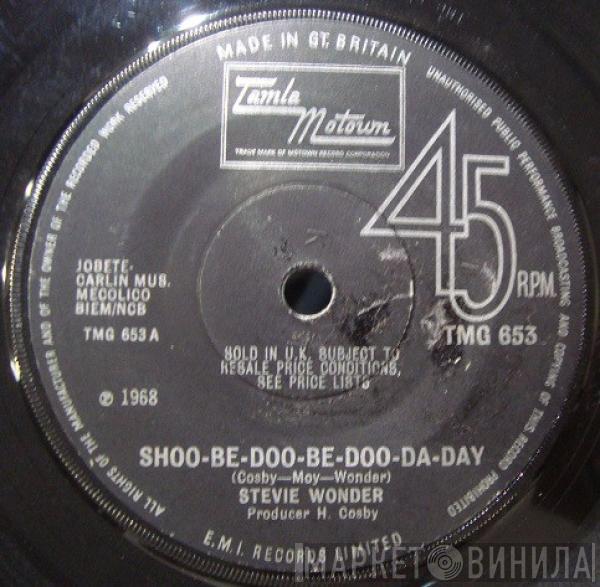 MADE IN GT. BRITAIN
UNAUTHORISED PUBLIC PERFORMANCE BROADCASTING AND COPYING OF THIS RECORD PROHIBITED
ALL RIGHTS OF THE MANUFACTURER AND OF THE OWNER OF THE RECORDED WORK RESERVED
Tamla
Motown
TRADE MARK OF MOTOWN RECORD CORPORATION
45
R.P.M.
JOBETE-
CARLIN MUS.
MECOLICO
BIEM/NCB
TMG 653 A
TMG 653
SOLD IN U.K. SUBJECT TO
RESALE PRICE CONDITIONS,
SEE PRICE LISTS
℗ 1968
SHOO-BE-DOO-BE-DOO-DA-DAY
(Cosby—Moy—Wonder)
STEVIE WONDER
Producer H. Cosby
E.M.I. RECORDS LIMITED
МАРКЕТ ВИНИЛА